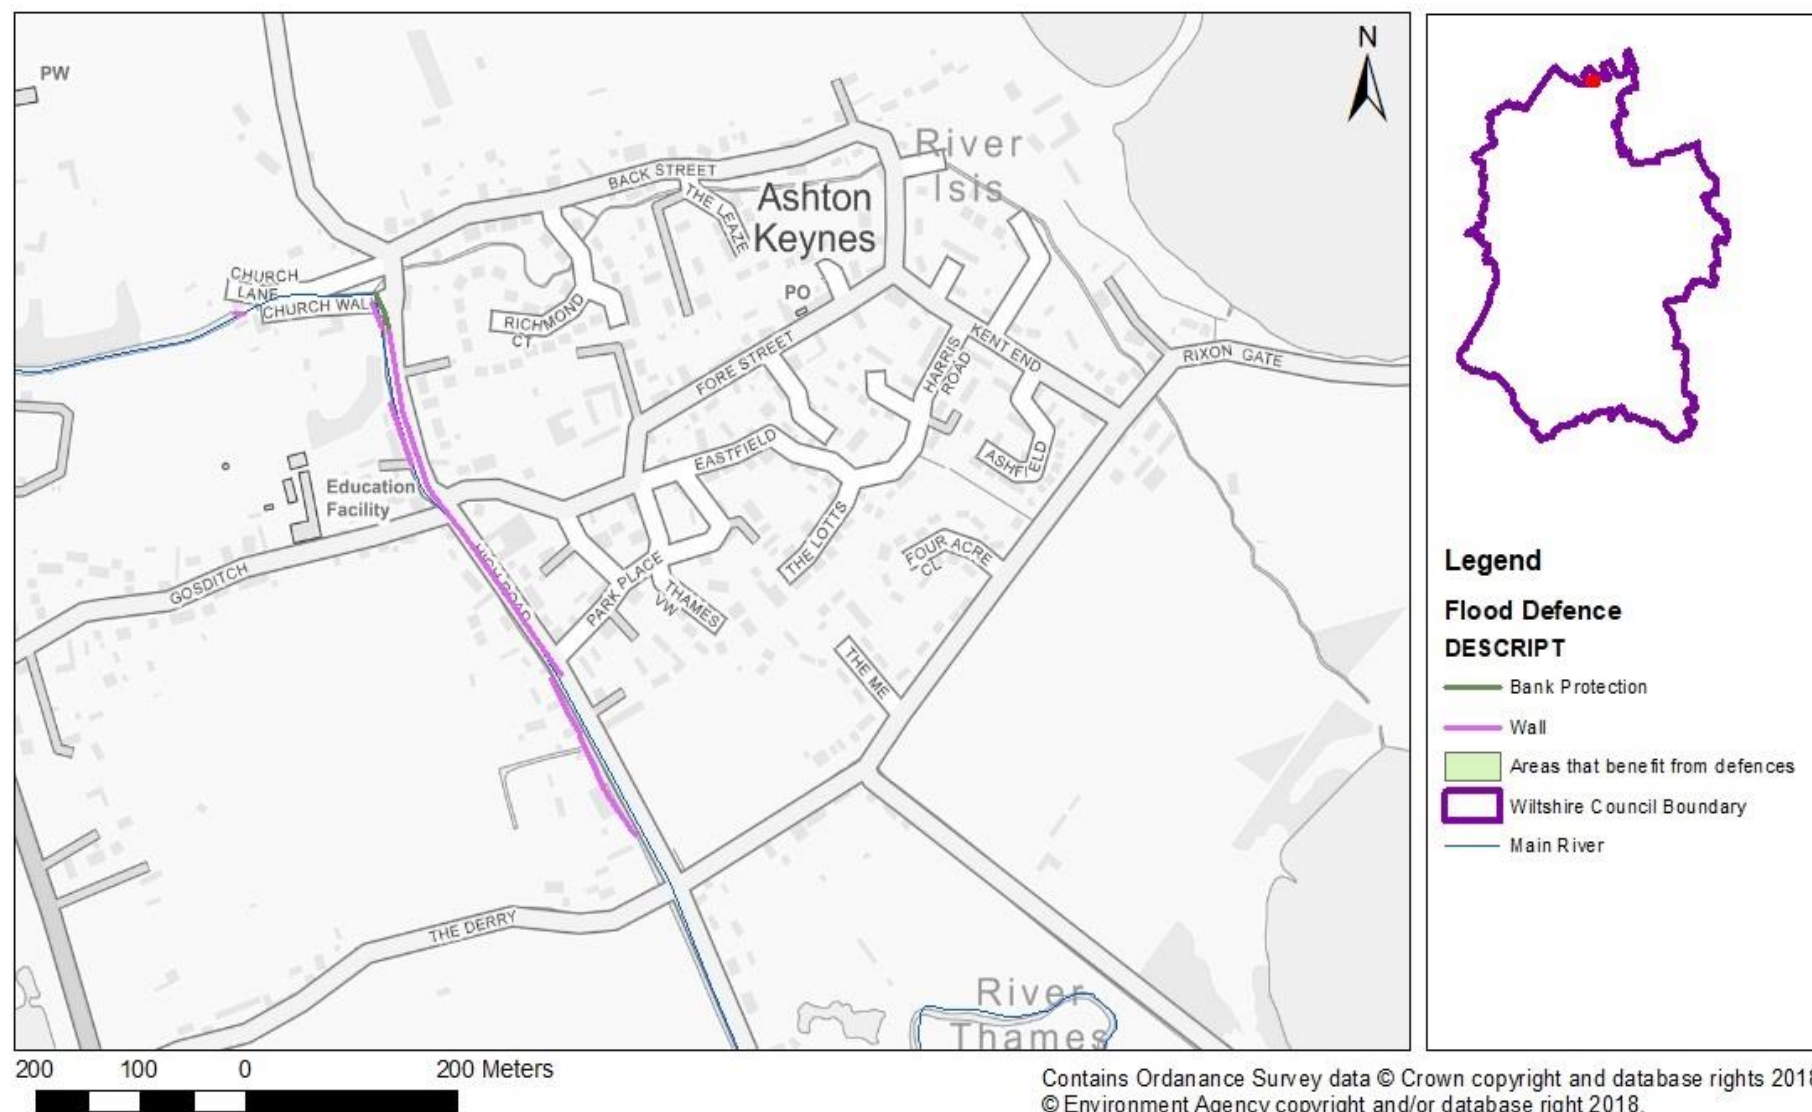 N
PW
River
Isis
BACK STREET
THE LEAZE
Ashton
Keynes
CHURCH
LANE
CHURCH WAL
PO
RICHMOND
CT
FORE STREET
KENT END
HARRIS
ROAD
RIXON GATE
EASTFIELD
ASHFIELD
Education
Facility
THE LOTTS
FOUR ACRE
CL
GOSDITCH
HIGH ROAD
PARK PLACE
THAMES
VW
THE ME
THE DERRY
River
Thames
200 100 0 200 Meters
Legend
Flood Defence
DESCRIPT
Bank Protection
Wall
Areas that benefit from defences
Wiltshire Council Boundary
Main River
Contains Ordanance Survey data © Crown copyright and database rights 2018
© Environment Agency copyright and/or database right 2018.